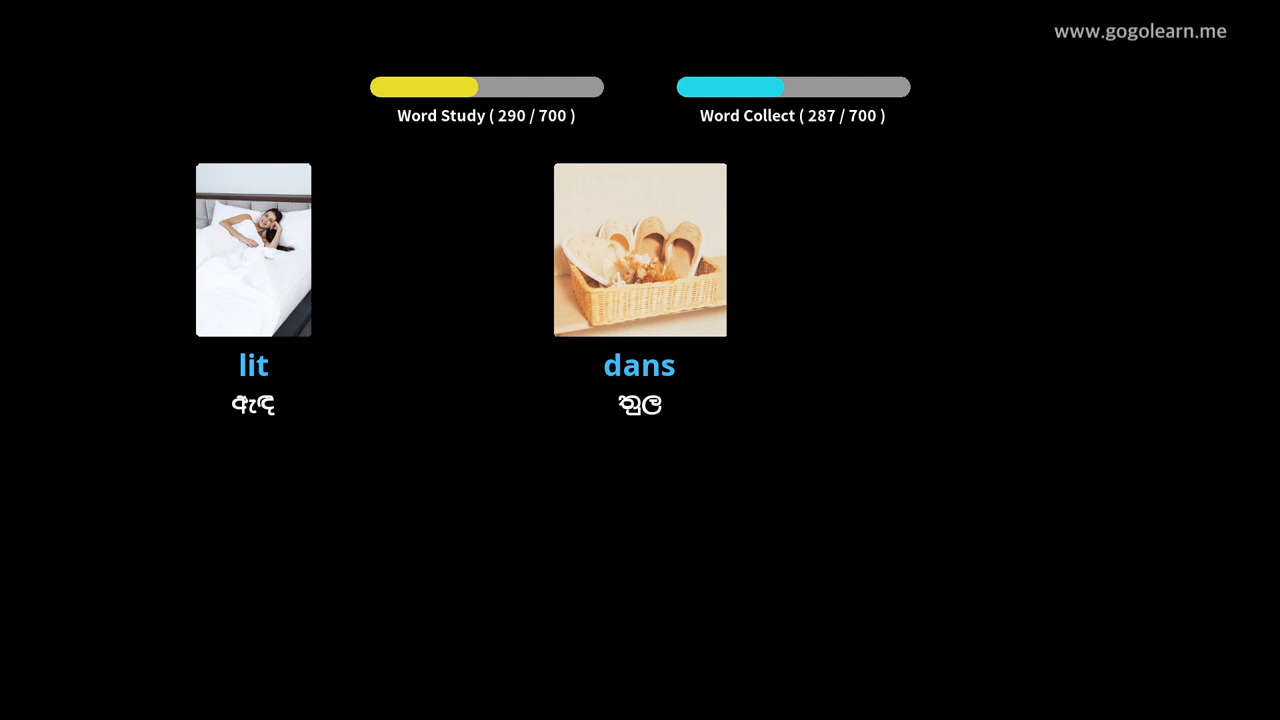 www.gogolearn.me
Word Study ( 290 / 700 )
Word Collect ( 287 / 700 )
lit
ඇඳ
dans
තුල